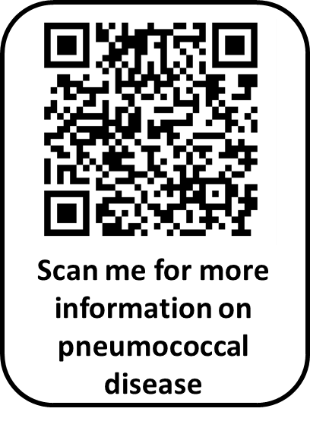 Scan me for more
information on
pneumococcal
disease